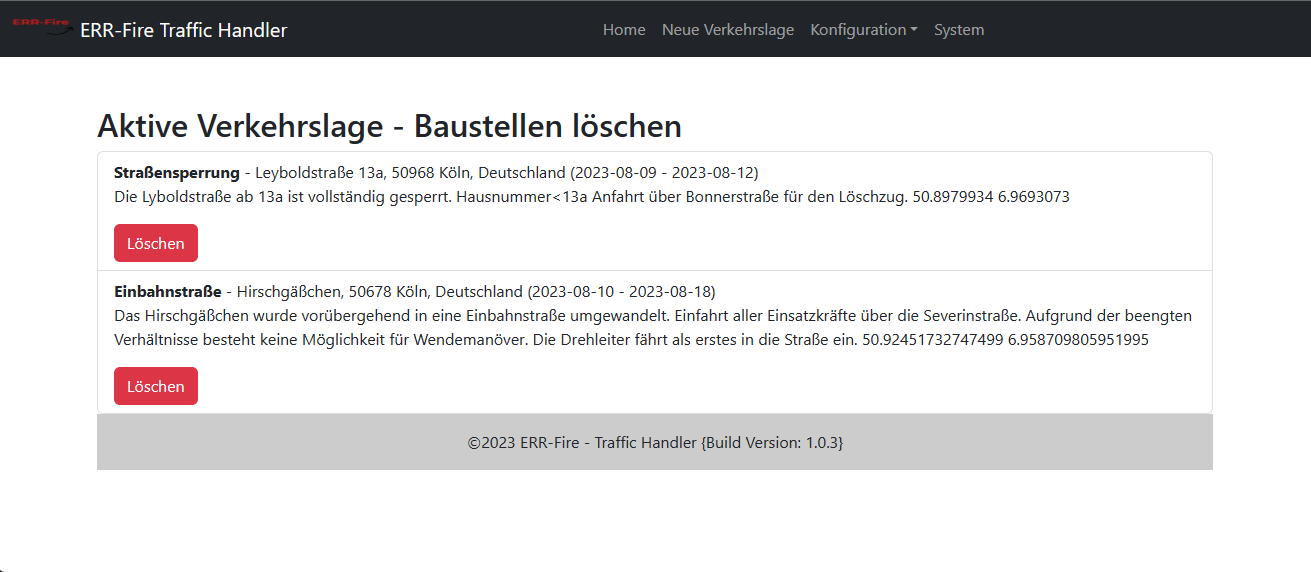 ERR-Fire
ERR-Fire Traffic Handler
Home Neue Verkehrslage Konfiguration System
Aktive Verkehrslage - Baustellen löschen
Straßensperrung - Leyboldstraße 13a, 50968 Köln, Deutschland (2023-08-09 - 2023-08-12)
Die Lyboldstraße ab 13a ist vollständig gesperrt. Hausnummer<13a Anfahrt über Bonnerstraße für den Löschzug. 50.8979934 6.9693073
Löschen
Einbahnstraße - Hirschgäßchen, 50678 Köln, Deutschland (2023-08-10 - 2023-08-18)
Das Hirschgäßchen wurde vorübergehend in eine Einbahnstraße umgewandelt. Einfahrt aller Einsatzkräfte über die Severinstraße. Aufgrund der beengten
Verhältnisse besteht keine Möglichkeit für Wendemanöver. Die Drehleiter fährt als erstes in die Straße ein. 50.92451732747499 6.958709805951995
Löschen
©2023 ERR-Fire - Traffic Handler {Build Version: 1.0.3}